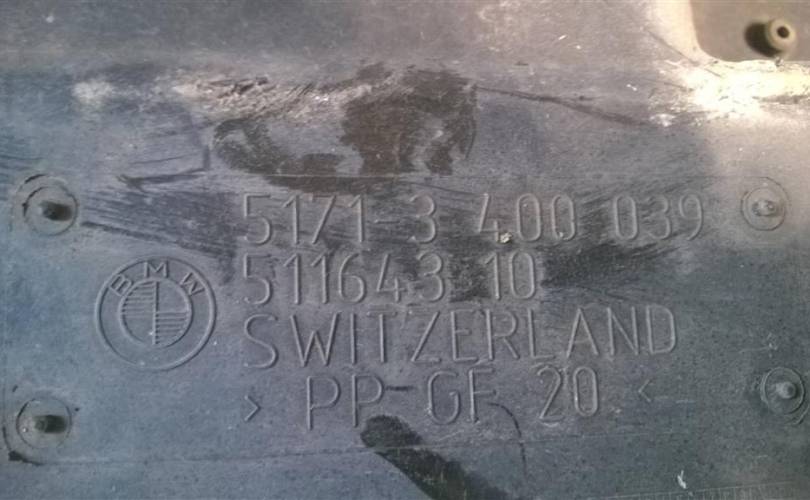 5171-3 400 039
511643 10
BMW
SWITZERLAND
> PP-GF 20 <